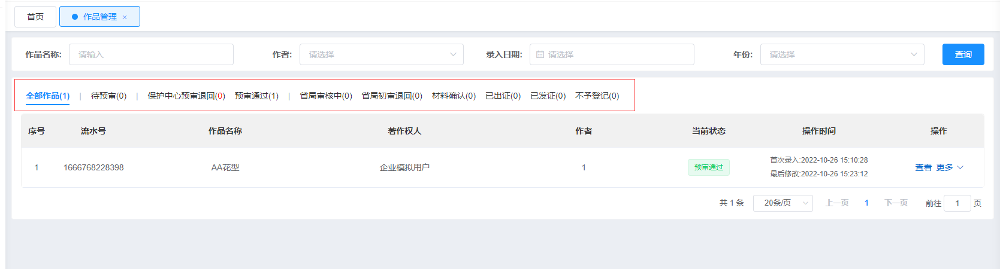 首页 作品管理 ×
作品名称: 请输入 作者: 请选择 录入日期: 请选择 年份: 请选择 查询
全部作品(1) | 待预审(0) | 保护中心预审退回(0) 预审通过(1) | 省局审核中(0) 省局初审退回(0) 材料确认(0) 已出证(0) 已发证(0) 不予登记(0)
序号 流水号 作品名称 著作权人 作者 当前状态 操作时间 操作
1 1666768228398 AA花型 企业模拟用户 1 预审通过 首次录入:2022-10-26 15:10:28 查看 更多
最后修改:2022-10-26 15:23:12
共 1 条 20条/页 上一页 1 下一页 前往 1 页